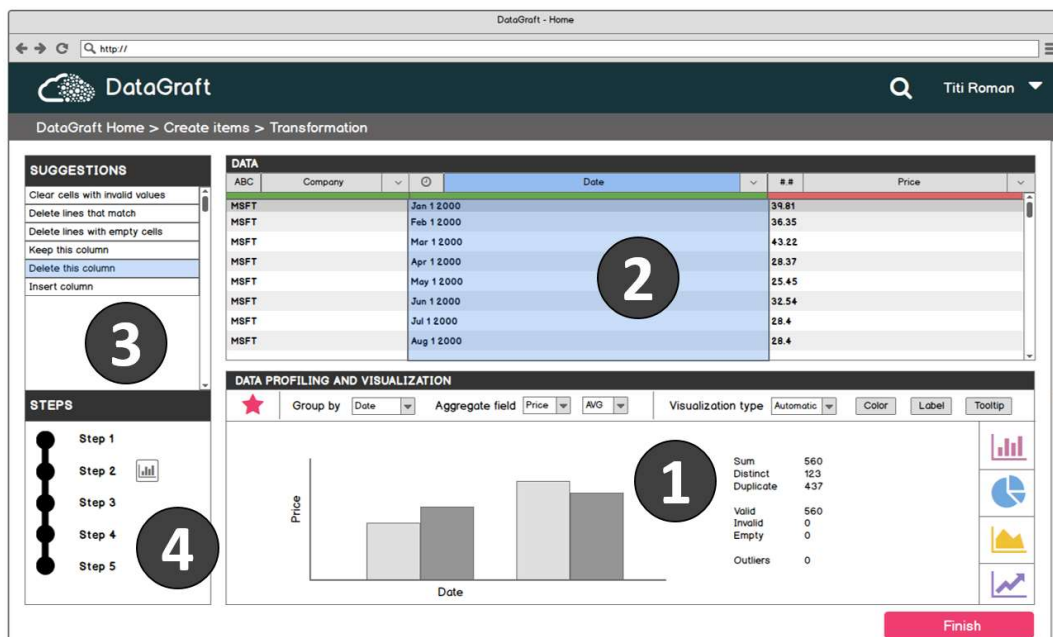 DataGraft - Home
http://
DataGraft
Titi Roman
DataGraft Home > Create items > Transformation
SUGGESTIONS
Clear cells with invalid values
Delete lines that match
Delete lines with empty cells
Keep this column
Delete this column
Insert column
3
DATA
ABC Company Date #.# Price
MSFT Jan 1 2000 39.81
MSFT Feb 1 2000 36.35
MSFT Mar 1 2000 43.22
MSFT Apr 1 2000 28.37
MSFT May 1 2000 25.45
MSFT Jun 1 2000 32.54
MSFT Jul 1 2000 28.4
MSFT Aug 1 2000 28.4
2
STEPS
Step 1
Step 2
Step 3
Step 4
Step 5
4
DATA PROFILING AND VISUALIZATION
Group by Date Aggregate field Price AVG Visualization type Automatic Color Label Tooltip
Price
Date
1
Sum 560
Distinct 123
Duplicate 437
Valid 560
Invalid 0
Empty 0
Outliers 0
Finish